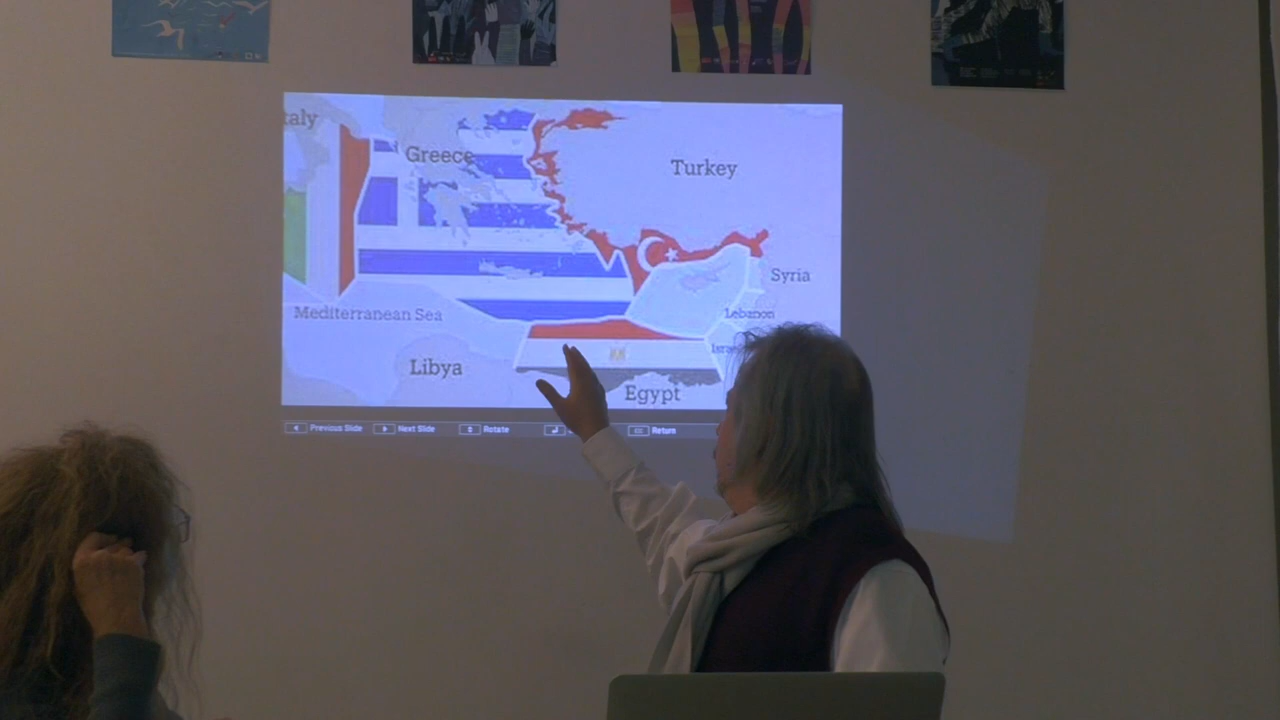 taly
Greece
Turkey
Syria
Mediterranean Sea
Lebanon
Libya
Egypt
Previous Slide Next Slide Rotate Return